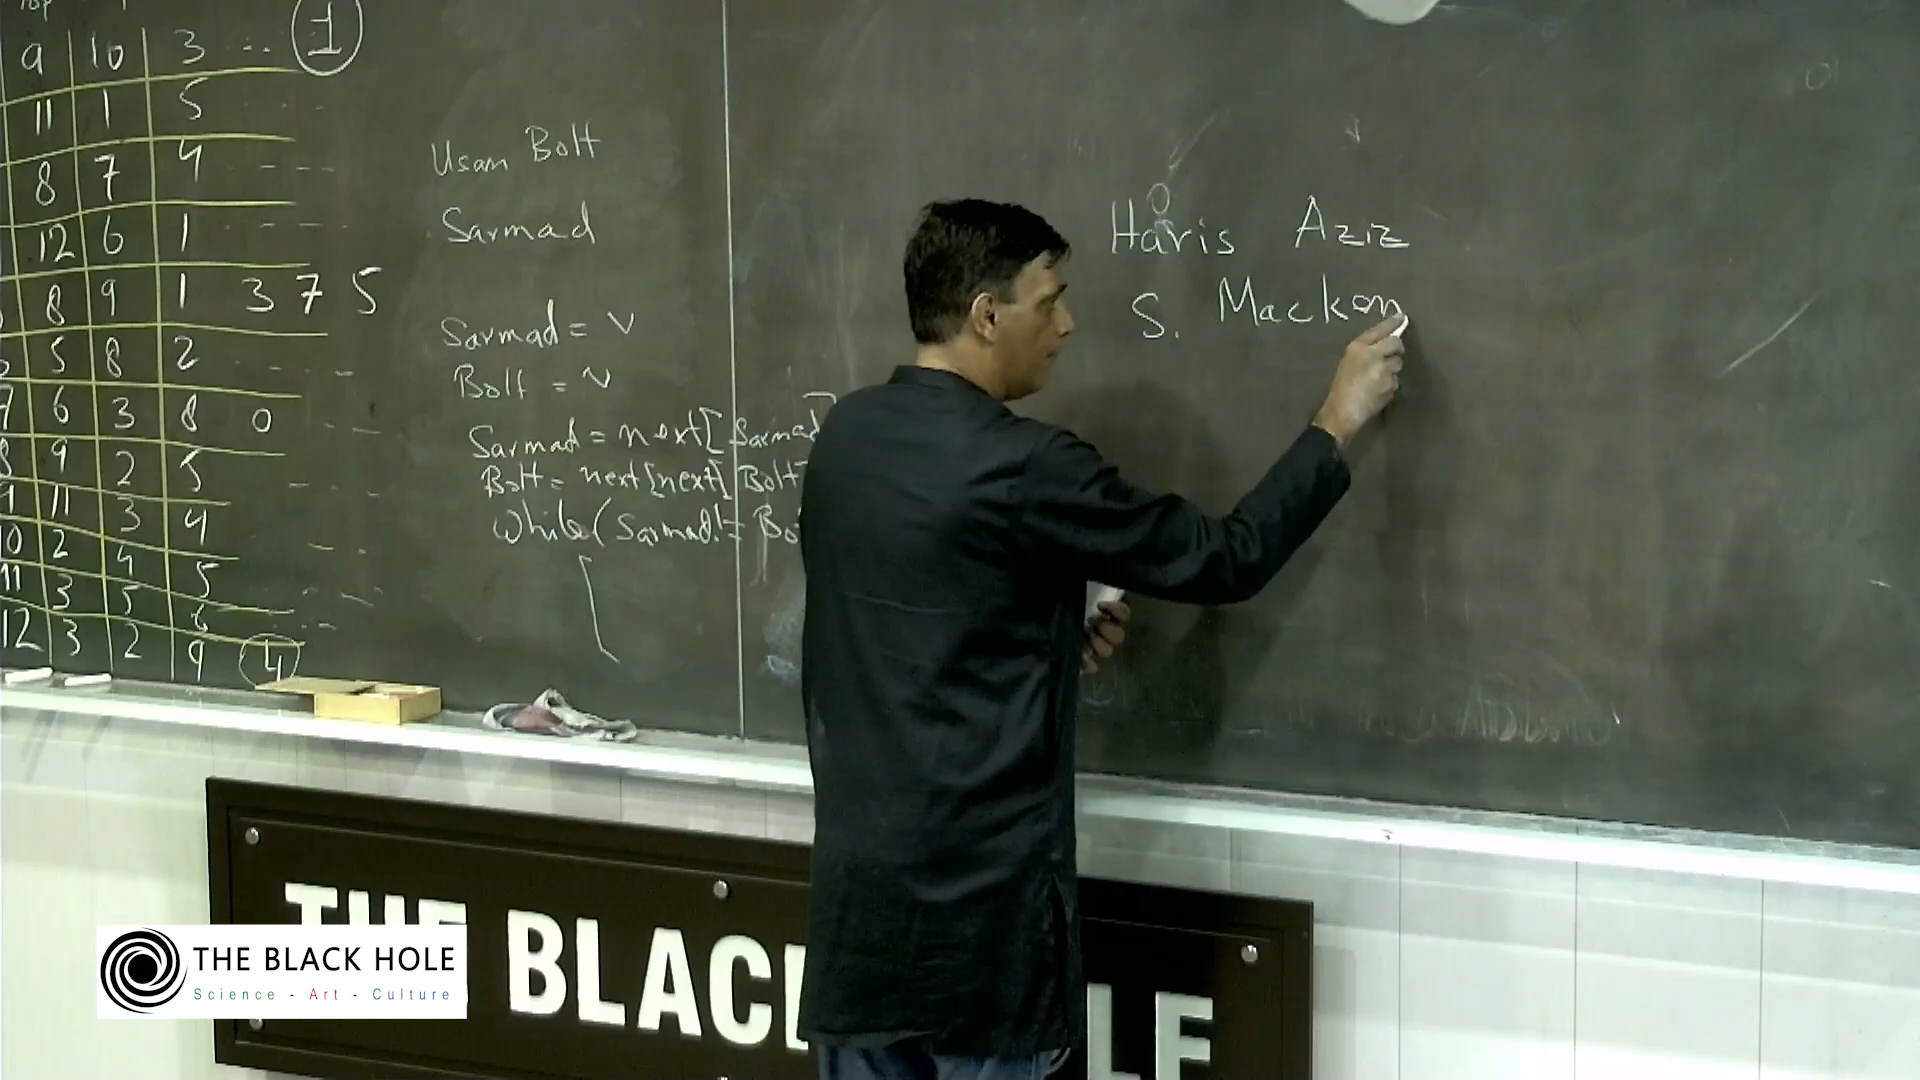 9 10 3 ... 1
11 1 5 ...
8 7 4 ...
12 6 1 ...
8 9 1 3 7 5
5 8 2 ...
7 6 3 8 0 ...
8 9 2 5 ...
11 3 4
10 2 4 5 ...
11 3 5 6 ...
12 3 2 9 4
Usam Bolt
Sarmad
Sarmad = v
Bolt = v
Sarmad = next[Sarmad]
Bolt = next[next[Bolt
while(Sarmad != Bo
Haris Aziz
S. Macken
THE BLACK HOLE
Science - Art - Culture
THE BLAC HOLE